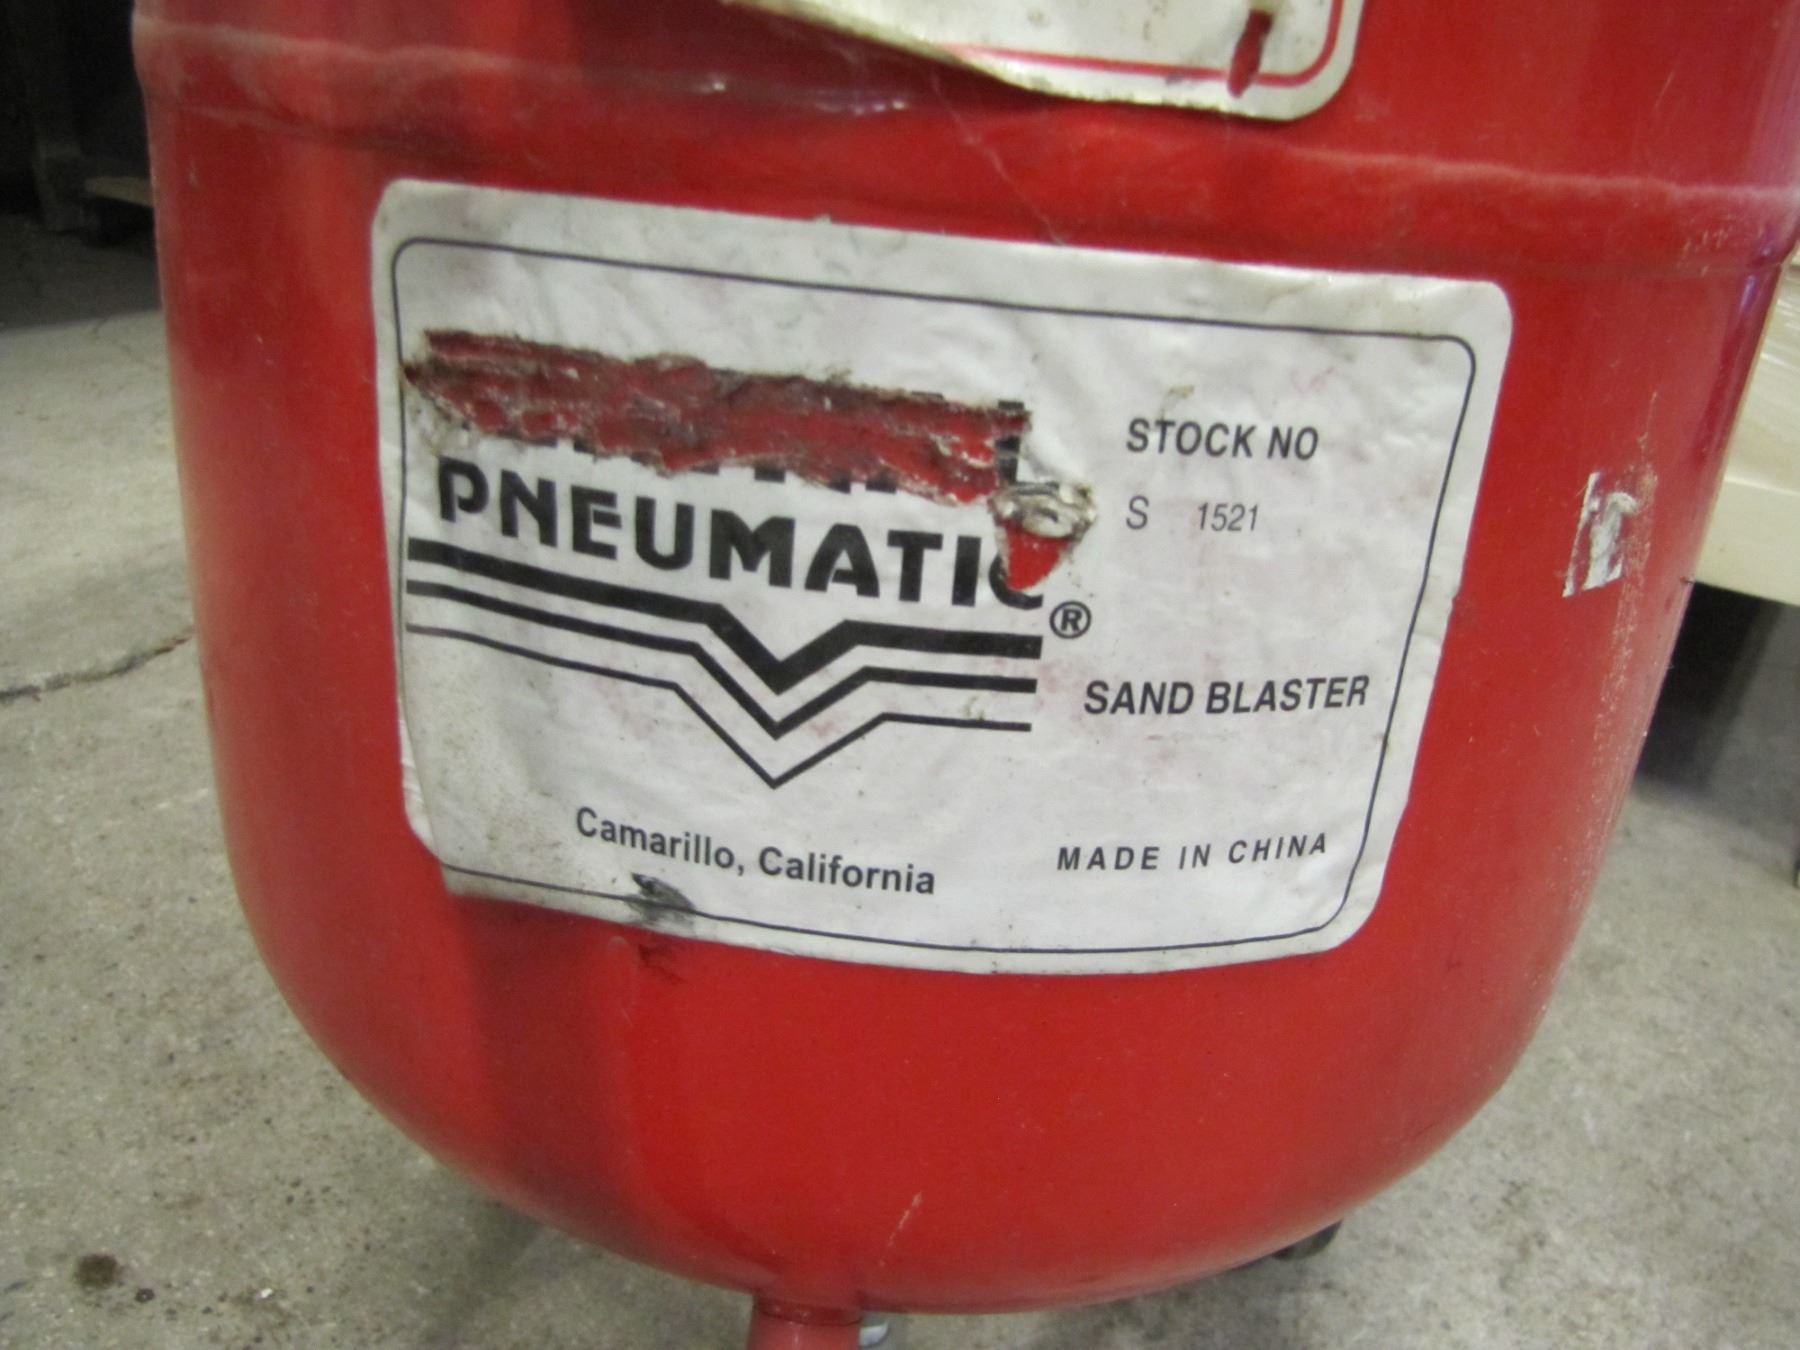 PNEUMATIC®
STOCK NO
S 1521
SAND BLASTER
Camarillo, California
MADE IN CHINA